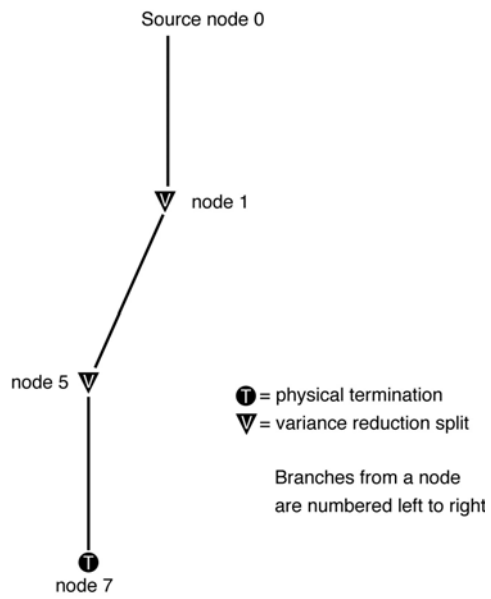 Source node 0
V node 1
node 5 V
T = physical termination
V = variance reduction split
Branches from a node
are numbered left to right
T
node 7